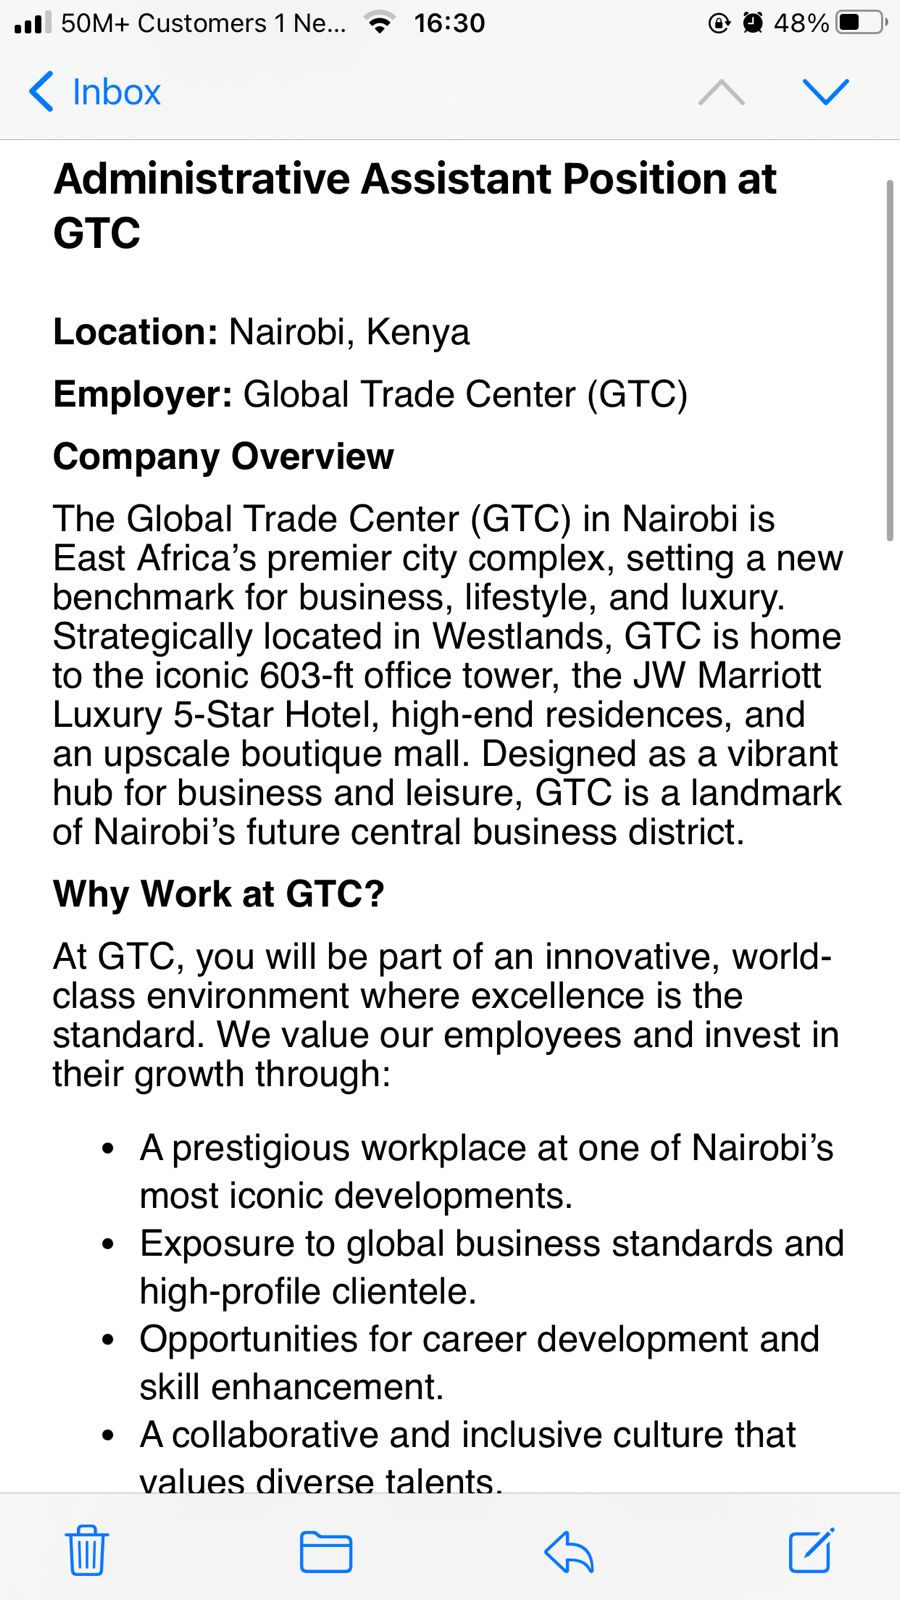 50M+ Customers 1 Ne... 16:30 48%
Inbox
Administrative Assistant Position at
GTC
Location: Nairobi, Kenya
Employer: Global Trade Center (GTC)
Company Overview
The Global Trade Center (GTC) in Nairobi is
East Africa’s premier city complex, setting a new
benchmark for business, lifestyle, and luxury.
Strategically located in Westlands, GTC is home
to the iconic 603-ft office tower, the JW Marriott
Luxury 5-Star Hotel, high-end residences, and
an upscale boutique mall. Designed as a vibrant
hub for business and leisure, GTC is a landmark
of Nairobi’s future central business district.
Why Work at GTC?
At GTC, you will be part of an innovative, world-
class environment where excellence is the
standard. We value our employees and invest in
their growth through:
• A prestigious workplace at one of Nairobi’s
most iconic developments.
• Exposure to global business standards and
high-profile clientele.
• Opportunities for career development and
skill enhancement.
• A collaborative and inclusive culture that
values diverse talents.